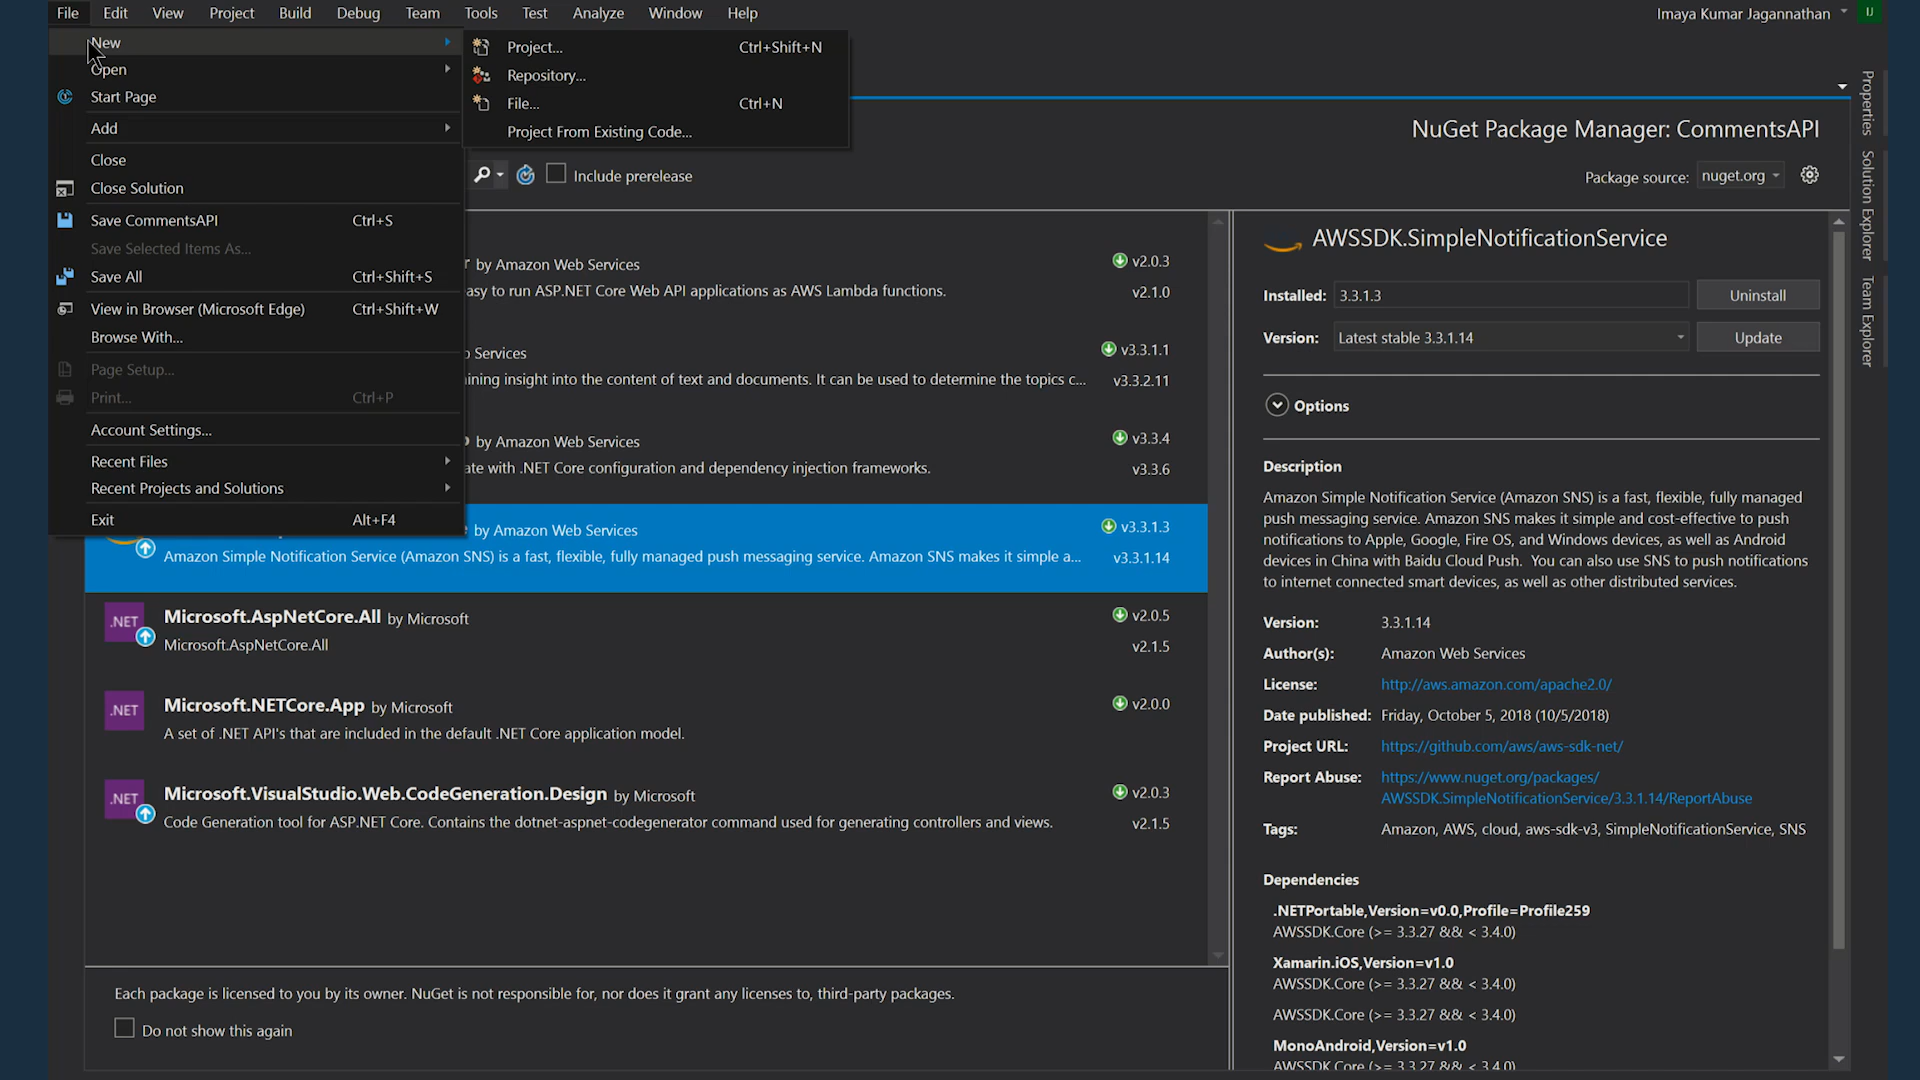 File Edit View Project Build Debug Team Tools Test Analyze Window Help
Imaya Kumar Jagannathan IJ
New
Open
Start Page
Add
Close
Close Solution
Save CommentsAPI Ctrl+S
Save Selected Items As...
Save All Ctrl+Shift+S
View in Browser (Microsoft Edge) Ctrl+Shift+W
Browse With...
Page Setup...
Print... Ctrl+P
Account Settings...
Recent Files
Recent Projects and Solutions
Exit Alt+F4
Project... Ctrl+Shift+N
Repository...
File... Ctrl+N
Project From Existing Code...
NuGet Package Manager: CommentsAPI
Include prerelease
Package source: nuget.org
by Amazon Web Services v2.0.3
asy to run ASP.NET Core Web API applications as AWS Lambda functions. v2.1.0
Services v3.3.1.1
ining insight into the content of text and documents. It can be used to determine the topics c... v3.3.2.11
by Amazon Web Services v3.3.4
ate with .NET Core configuration and dependency injection frameworks. v3.3.6
by Amazon Web Services v3.3.1.3
Amazon Simple Notification Service (Amazon SNS) is a fast, flexible, fully managed push messaging service. Amazon SNS makes it simple a... v3.3.1.14
.NET Microsoft.AspNetCore.All by Microsoft v2.0.5
Microsoft.AspNetCore.All v2.1.5
.NET Microsoft.NETCore.App by Microsoft v2.0.0
A set of .NET API's that are included in the default .NET Core application model.
.NET Microsoft.VisualStudio.Web.CodeGeneration.Design by Microsoft v2.0.3
Code Generation tool for ASP.NET Core. Contains the dotnet-aspnet-codegenerator command used for generating controllers and views. v2.1.5
Each package is licensed to you by its owner. NuGet is not responsible for, nor does it grant any licenses to, third-party packages.
Do not show this again
AWSSDK.SimpleNotificationService
Installed: 3.3.1.3 Uninstall
Version: Latest stable 3.3.1.14 Update
Options
Description
Amazon Simple Notification Service (Amazon SNS) is a fast, flexible, fully managed
push messaging service. Amazon SNS makes it simple and cost-effective to push
notifications to Apple, Google, Fire OS, and Windows devices, as well as Android
devices in China with Baidu Cloud Push. You can also use SNS to push notifications
to internet connected smart devices, as well as other distributed services.
Version: 3.3.1.14
Author(s): Amazon Web Services
License: http://aws.amazon.com/apache2.0/
Date published: Friday, October 5, 2018 (10/5/2018)
Project URL: https://github.com/aws/aws-sdk-net/
Report Abuse: https://www.nuget.org/packages/
AWSSDK.SimpleNotificationService/3.3.1.14/ReportAbuse
Tags: Amazon, AWS, cloud, aws-sdk-v3, SimpleNotificationService, SNS
Dependencies
.NETPortable,Version=v0.0,Profile=Profile259
AWSSDK.Core (>= 3.3.27 && < 3.4.0)
Xamarin.iOS,Version=v1.0
AWSSDK.Core (>= 3.3.27 && < 3.4.0)
AWSSDK.Core (>= 3.3.27 && < 3.4.0)
MonoAndroid,Version=v1.0
AWSSDK.Core (>= 3.3.27 && < 3.4.0)
Properties
Solution Explorer
Team Explorer